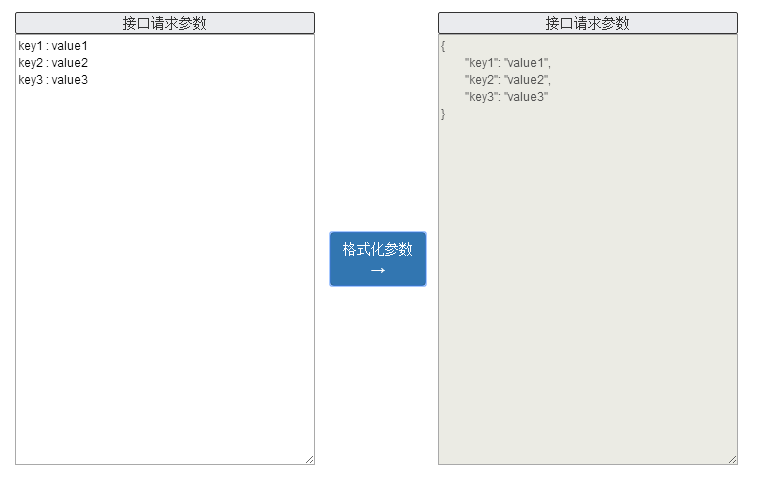 接口请求参数
key1 : value1
key2 : value2
key3 : value3
格式化参数
→
接口请求参数
{
"key1": "value1",
"key2": "value2",
"key3": "value3"
}